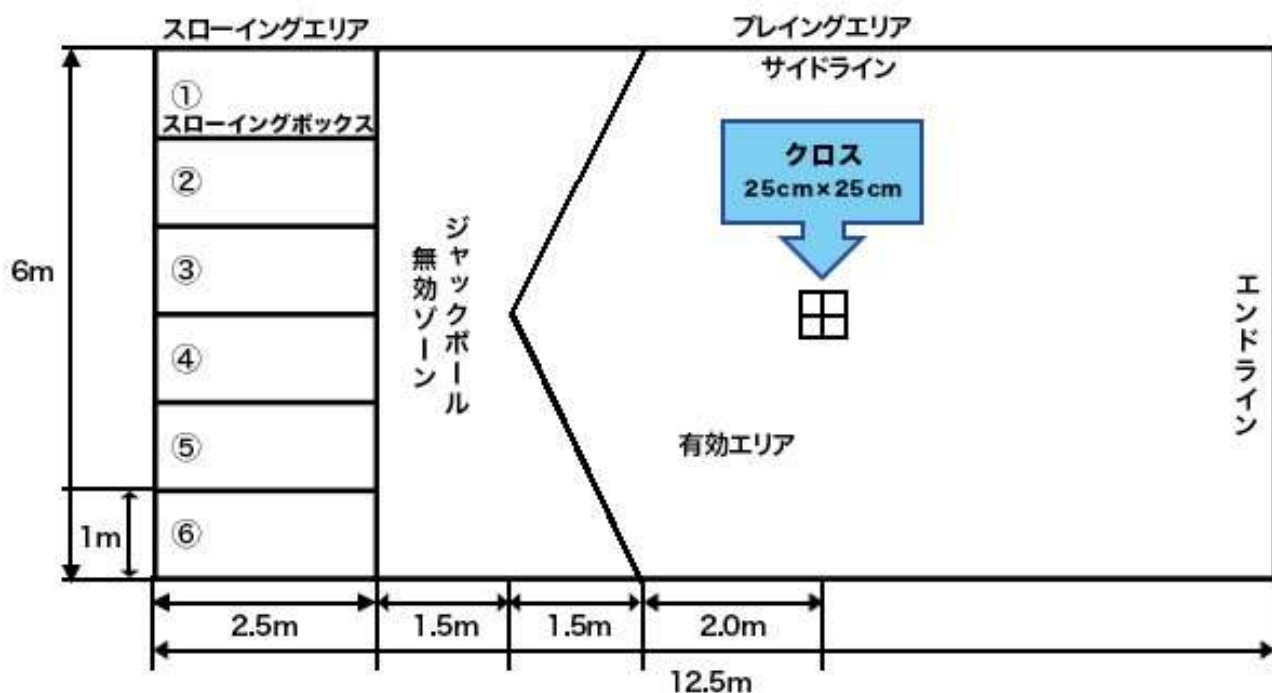 スローイングエリア
プレイングエリア
サイドライン
①
スローイングボックス
②
③
④
⑤
⑥
6m
1m
ジャックボール
無効ゾーン
クロス
25cm×25cm
有効エリア
エンドライン
2.5m
1.5m
1.5m
2.0m
12.5m